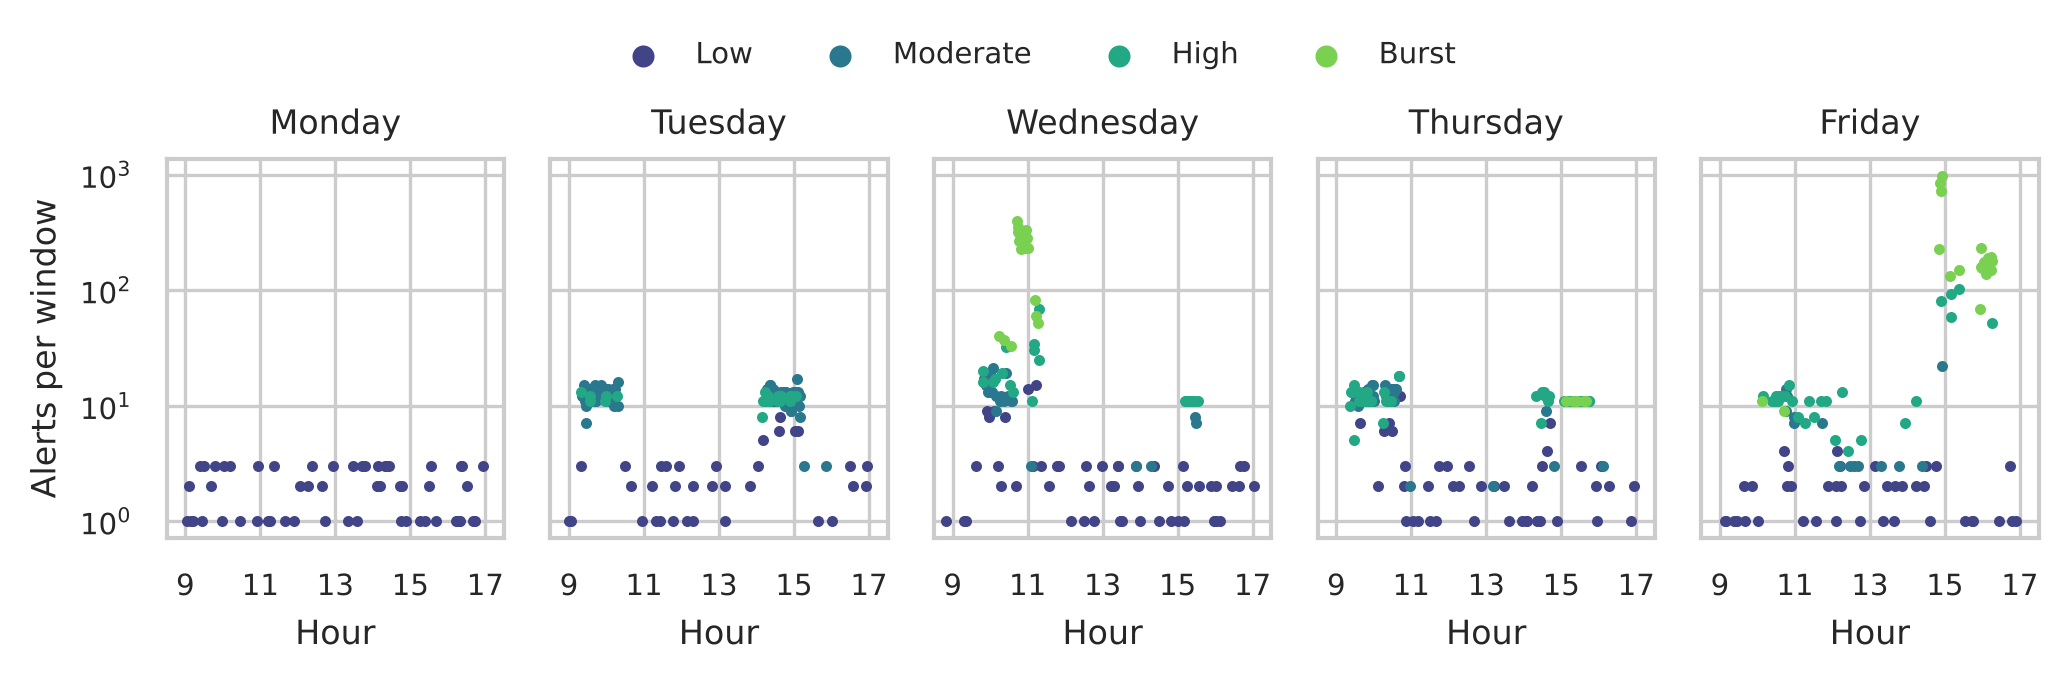 Low Moderate High Burst
Monday Tuesday Wednesday Thursday Friday
Alerts per window
10³
10²
10¹
10⁰
9 11 13 15 17 9 11 13 15 17 9 11 13 15 17 9 11 13 15 17 9 11 13 15 17
Hour Hour Hour Hour Hour